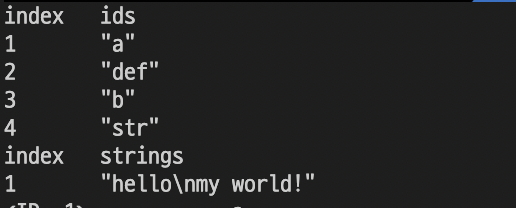 index   ids
1       "a"
2       "def"
3       "b"
4       "str"
index   strings
1       "hello\nmy world!"